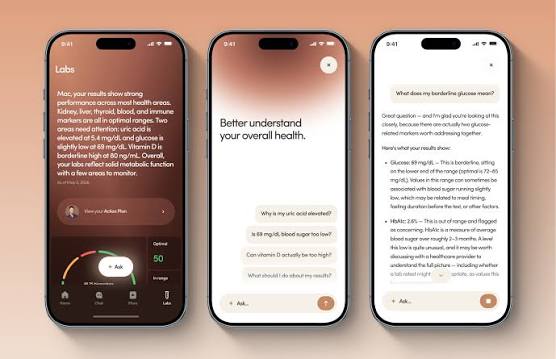 9:41
Labs
Mac, your results show strong
performance across most health areas.
Kidney, liver, thyroid, blood, and immune
markers are all in optimal ranges. Two
areas need attention: uric acid is
elevated at 5.4 mg/dL and glucose is
slightly low at 69 mg/dL. Vitamin D is
borderline high at 80 ng/mL. Overall,
your labs reflect solid metabolic function
with a few areas to monitor.
View your Action Plan
+ Ask
Optimal
50
In range
Home
Labs
9:41
Better understand
your overall health.
Why is my uric acid elevated?
Is 69 mg/dL blood sugar too low?
Can vitamin D actually be too high?
What should I do about my results?
+ Ask...
9:41
What does my borderline glucose mean?
Great question — and I'm glad you're looking at this
closely, because there are actually two glucose-
related markers worth addressing together.
Here's what your results show:
• Glucose: 69 mg/dL — This is borderline, sitting
on the lower end of the range (optimal is 72–85
mg/dL). Values in this range can sometimes be
associated with blood sugar running slightly
low, which may be related to meal timing,
fasting duration before the test, or other factors.
• HbA1c: 2.6% — This is out of range and flagged
as concerning. HbA1c is a measure of average
blood sugar over roughly 2–3 months. A level
this low is quite unusual, and it may be worth
discussing with a healthcare provider to
understand the full picture — including whether
a lab rated might
as values this
+ Ask...